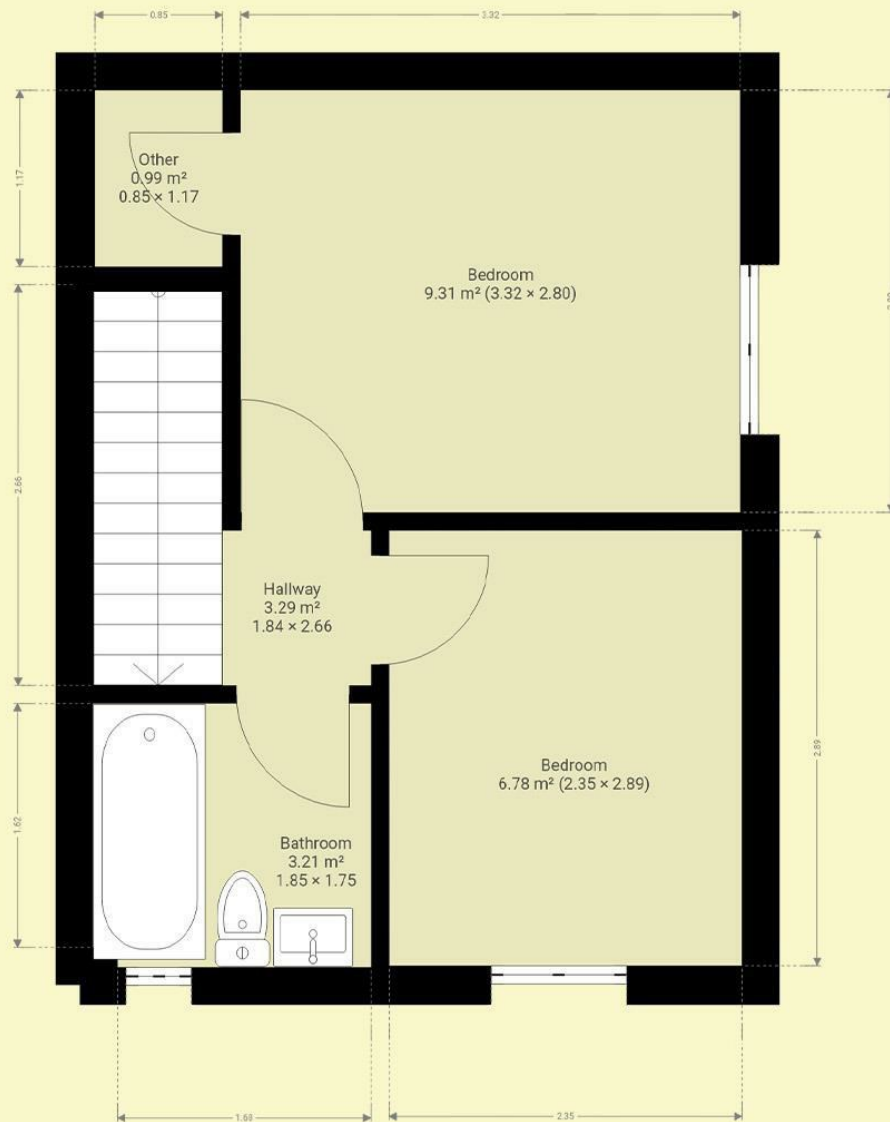 0.85
3.32
1.17
Other
0.99 m²
0.85 × 1.17
Bedroom
9.31 m² (3.32 × 2.80)
2.66
Hallway
3.29 m²
1.84 × 2.66
Bedroom
6.78 m² (2.35 × 2.89)
2.89
1.62
Bathroom
3.21 m²
1.85 × 1.75
2.35